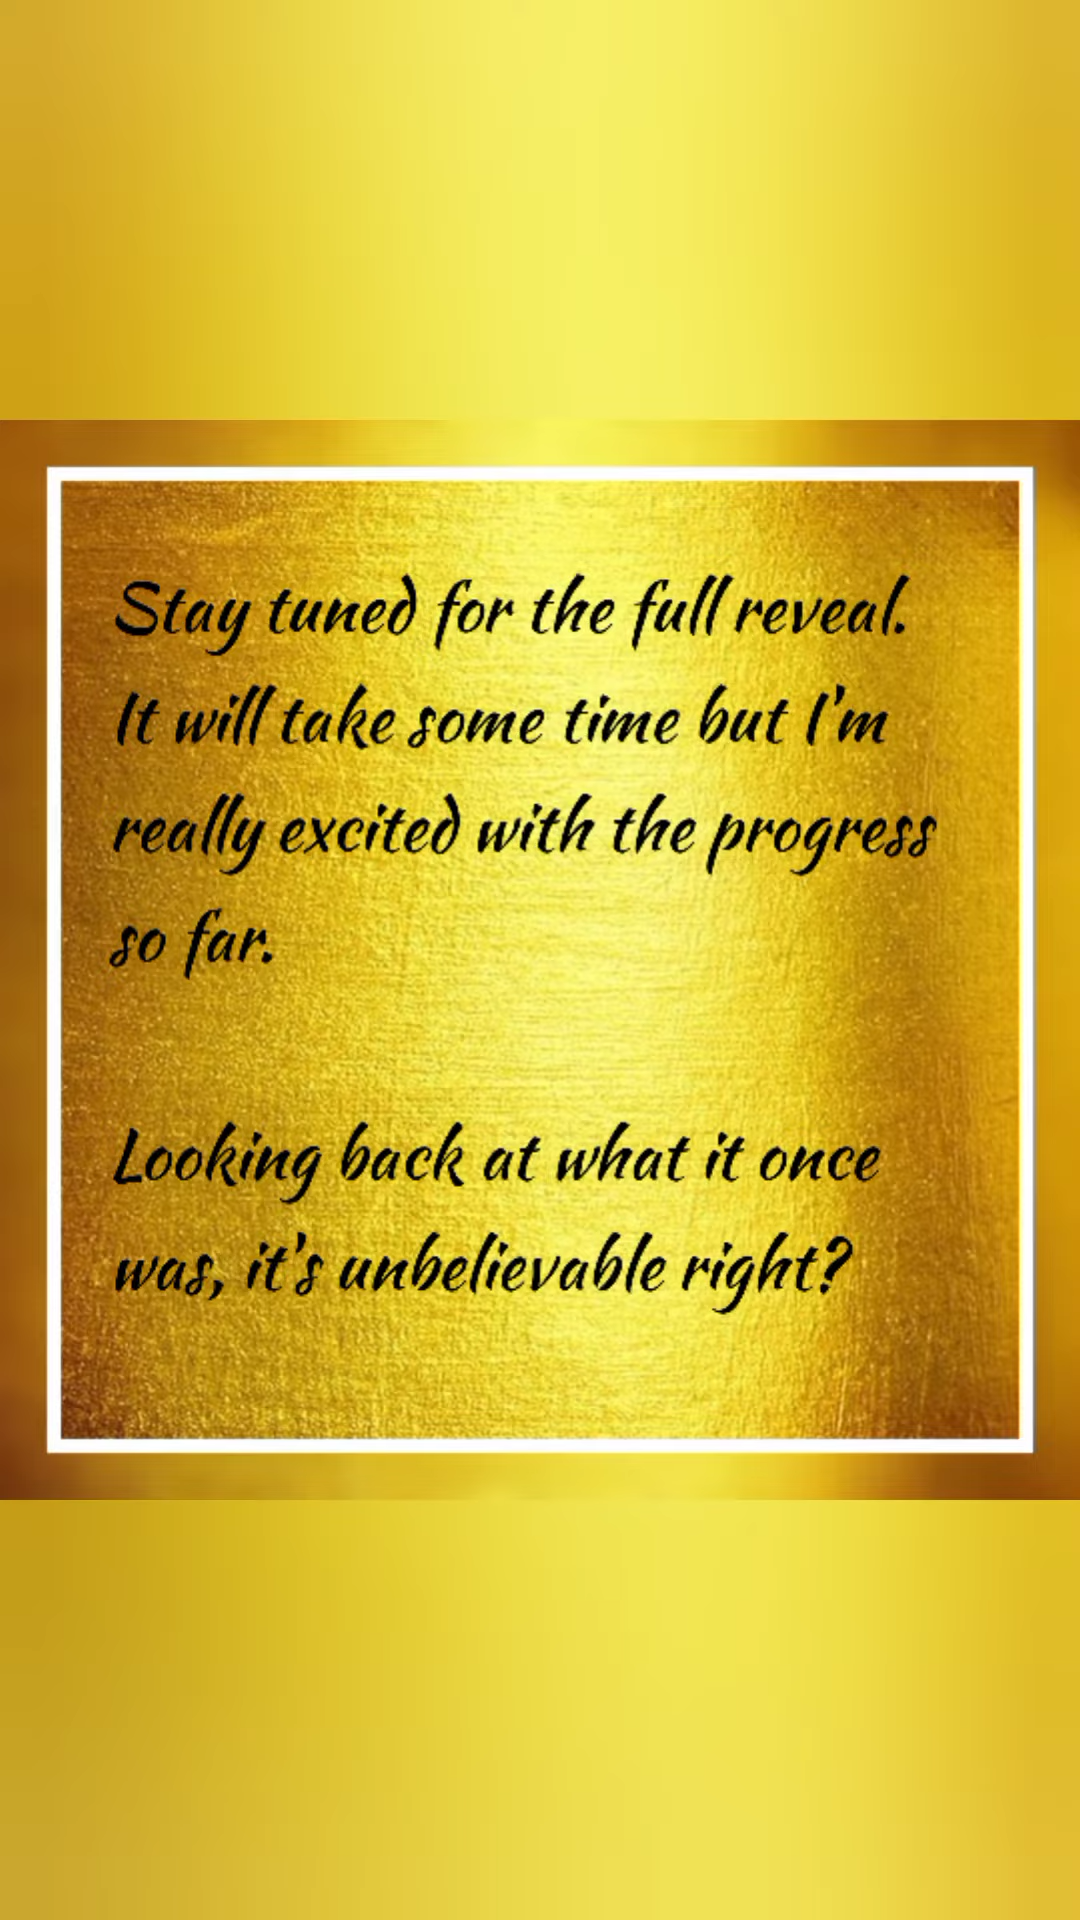 Stay tuned for the full reveal.
It will take some time but I'm
really excited with the progress
so far.
Looking back at what it once
was, it's unbelievable right?